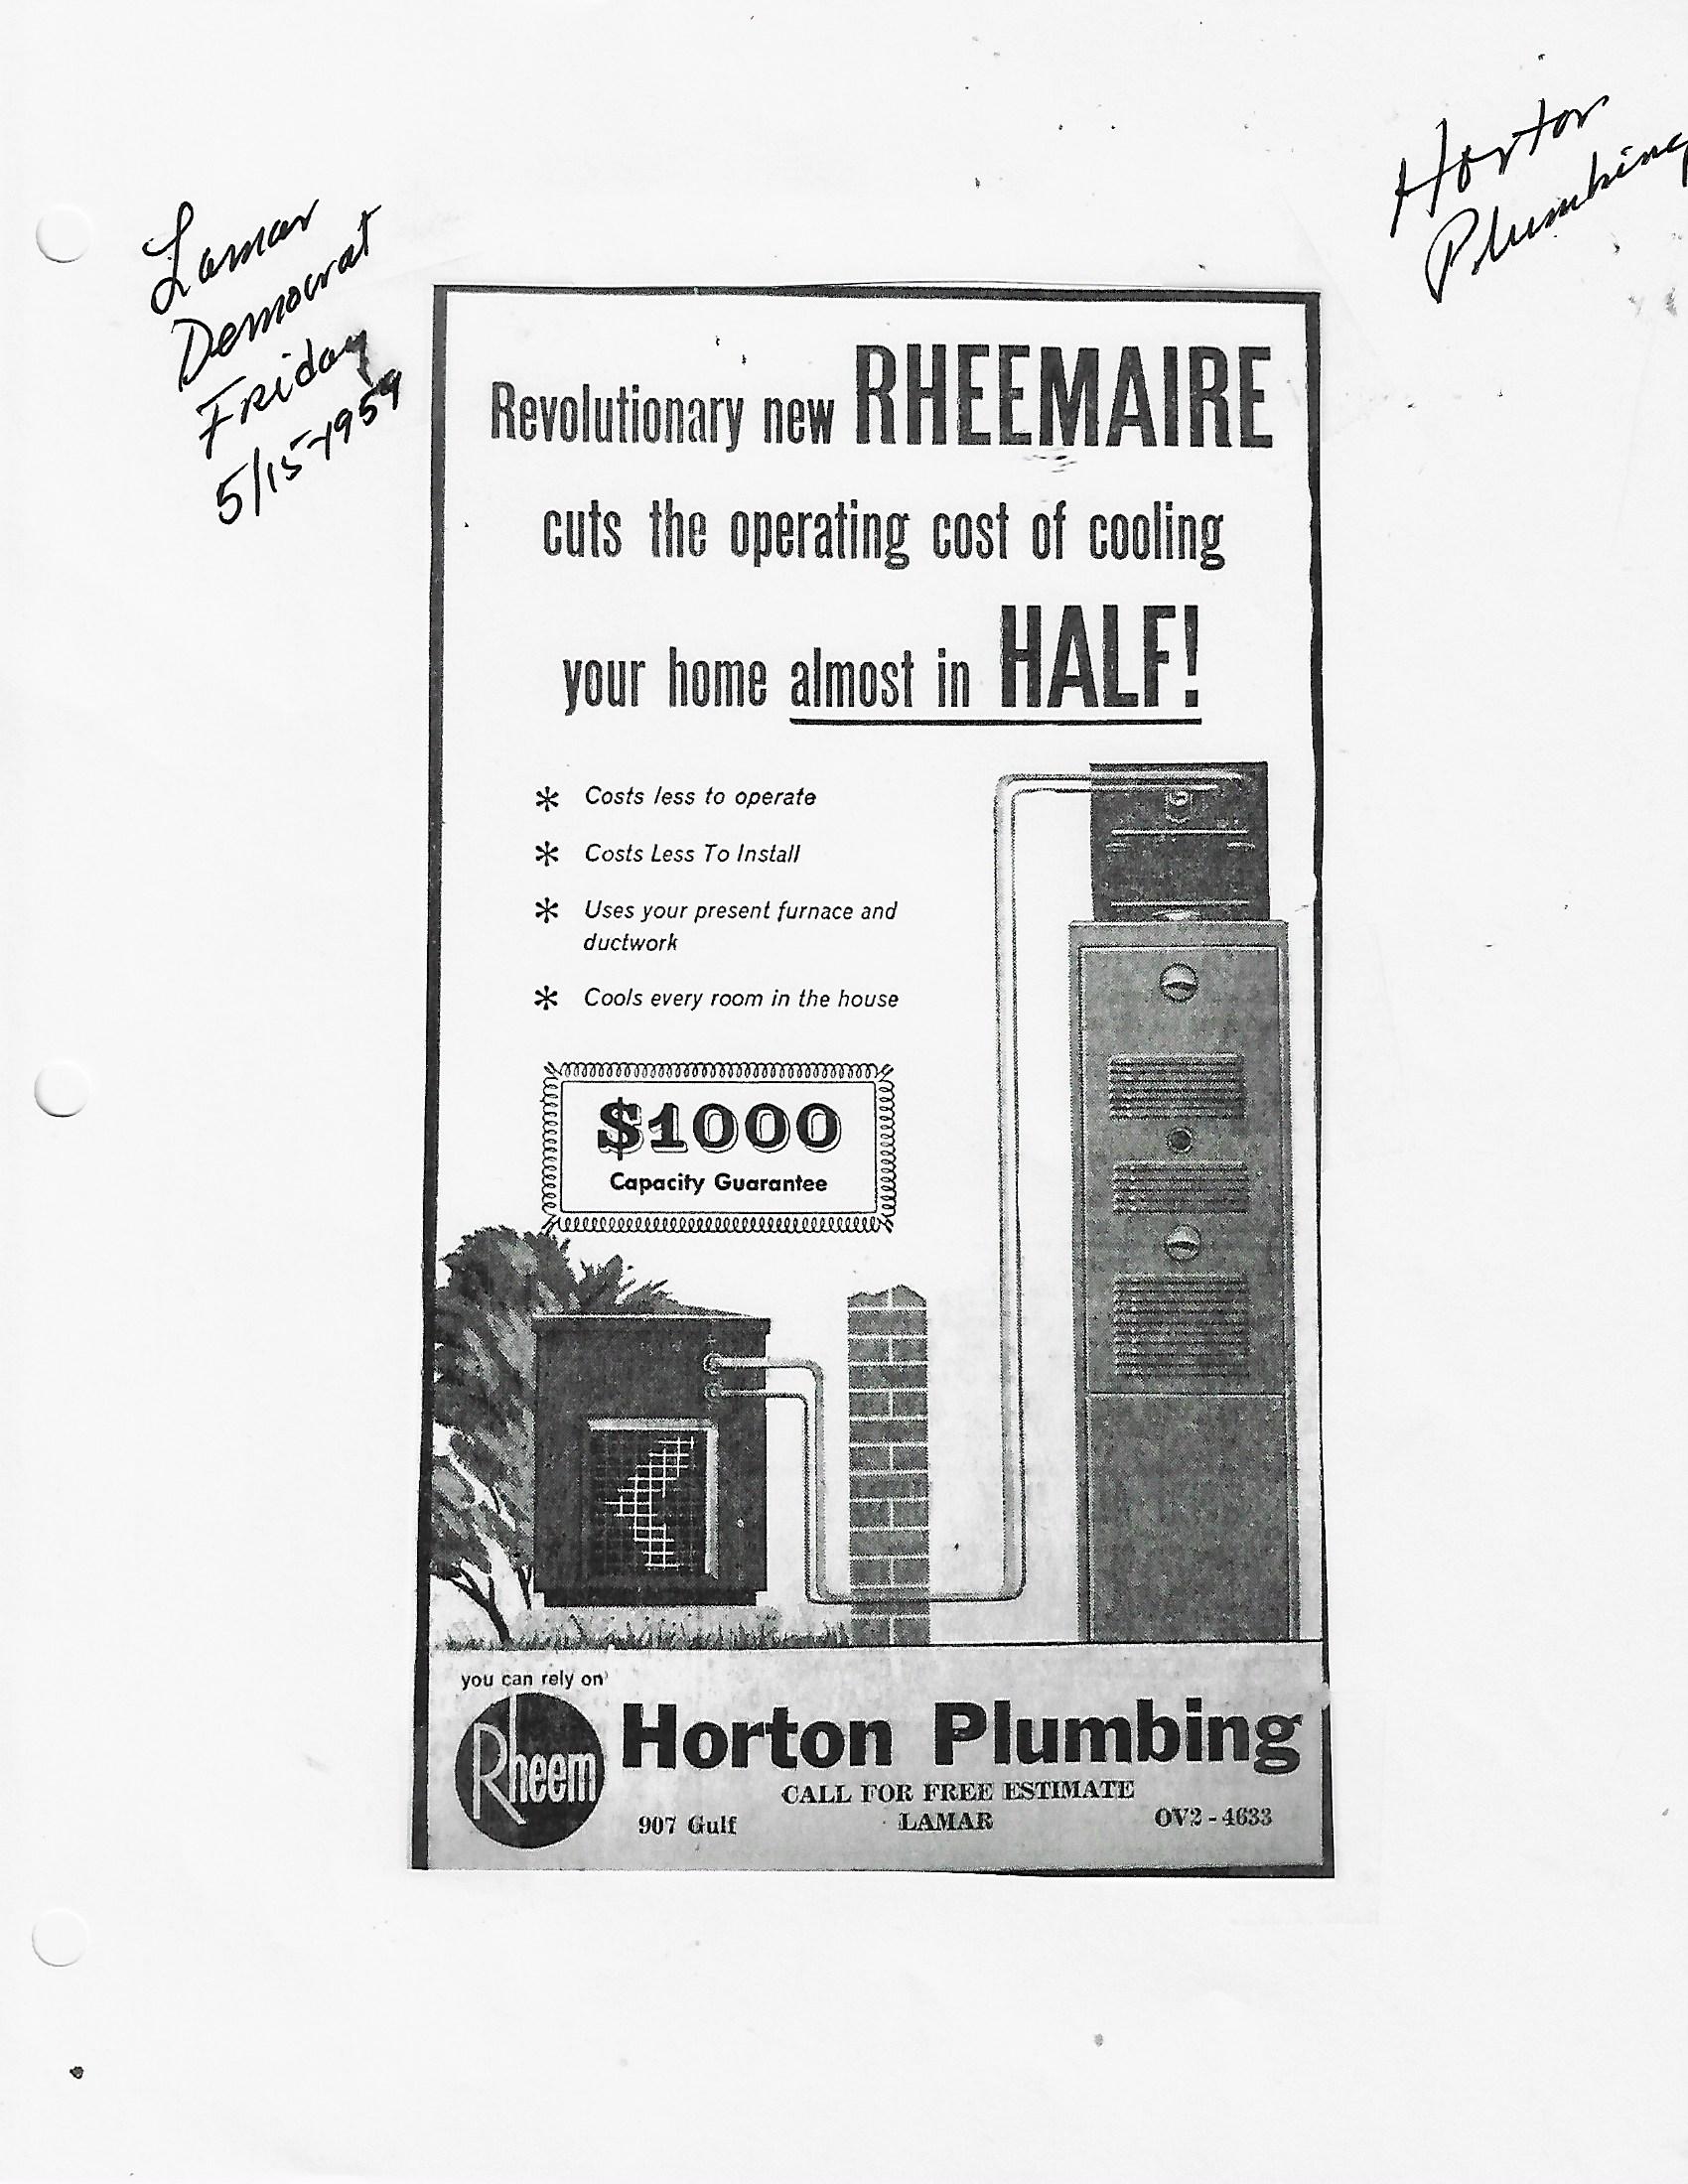 Horton
Plumbing
Lamar
Democrat
Friday
5/15-1959
Revolutionary new RHEEMAIRE
cuts the operating cost of cooling
your home almost in HALF!
* Costs less to operate
* Costs Less To Install
* Uses your present furnace and
ductwork
* Cools every room in the house
$1000
Capacity Guarantee
you can rely on
Rheem
Horton Plumbing
CALL FOR FREE ESTIMATE
907 Gulf LAMAR OV2-4633